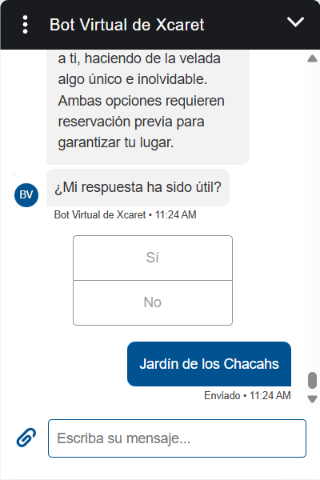 Bot Virtual de Xcaret
a ti, haciendo de la velada
algo único e inolvidable.
Ambas opciones requieren
reservación previa para
garantizar tu lugar.
BV
¿Mi respuesta ha sido útil?
Bot Virtual de Xcaret • 11:24 AM
Sí
No
Jardín de los Chacahs
Enviado • 11:24 AM
Escriba su mensaje...